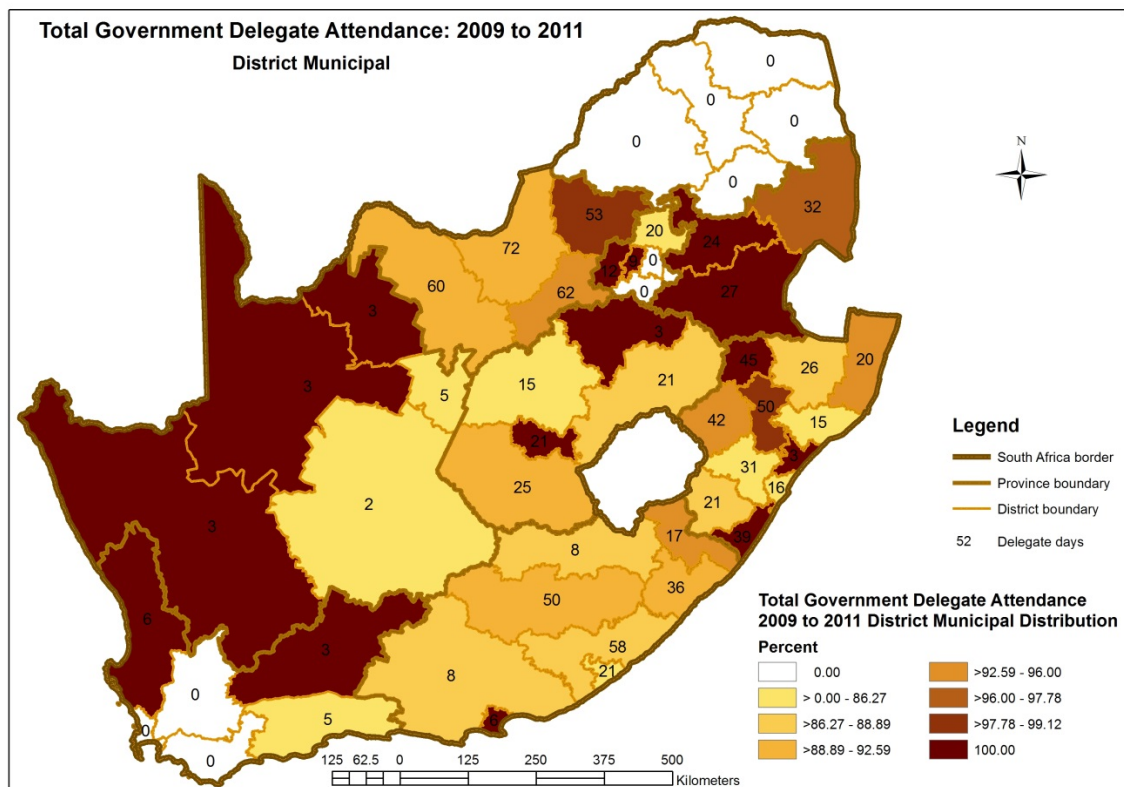 Total Government Delegate Attendance: 2009 to 2011
District Municipal
0
0
0
0
0
N
32
53
20
24
72
0
12
9
60
62
27
0
3
3
45
26
20
3
21
15
5
50
42
15
21
3
31
25
16
2
21
3
17
39
8
36
50
6
58
3
21
8
0
5
6
0
0
Legend
South Africa border
Province boundary
District boundary
52 Delegate days
Total Government Delegate Attendance
2009 to 2011 District Municipal Distribution
Percent
0.00
> 0.00 - 86.27
>86.27 - 88.89
>88.89 - 92.59
>92.59 - 96.00
>96.00 - 97.78
>97.78 - 99.12
100.00
125 62.5 0 125 250 375 500
Kilometers